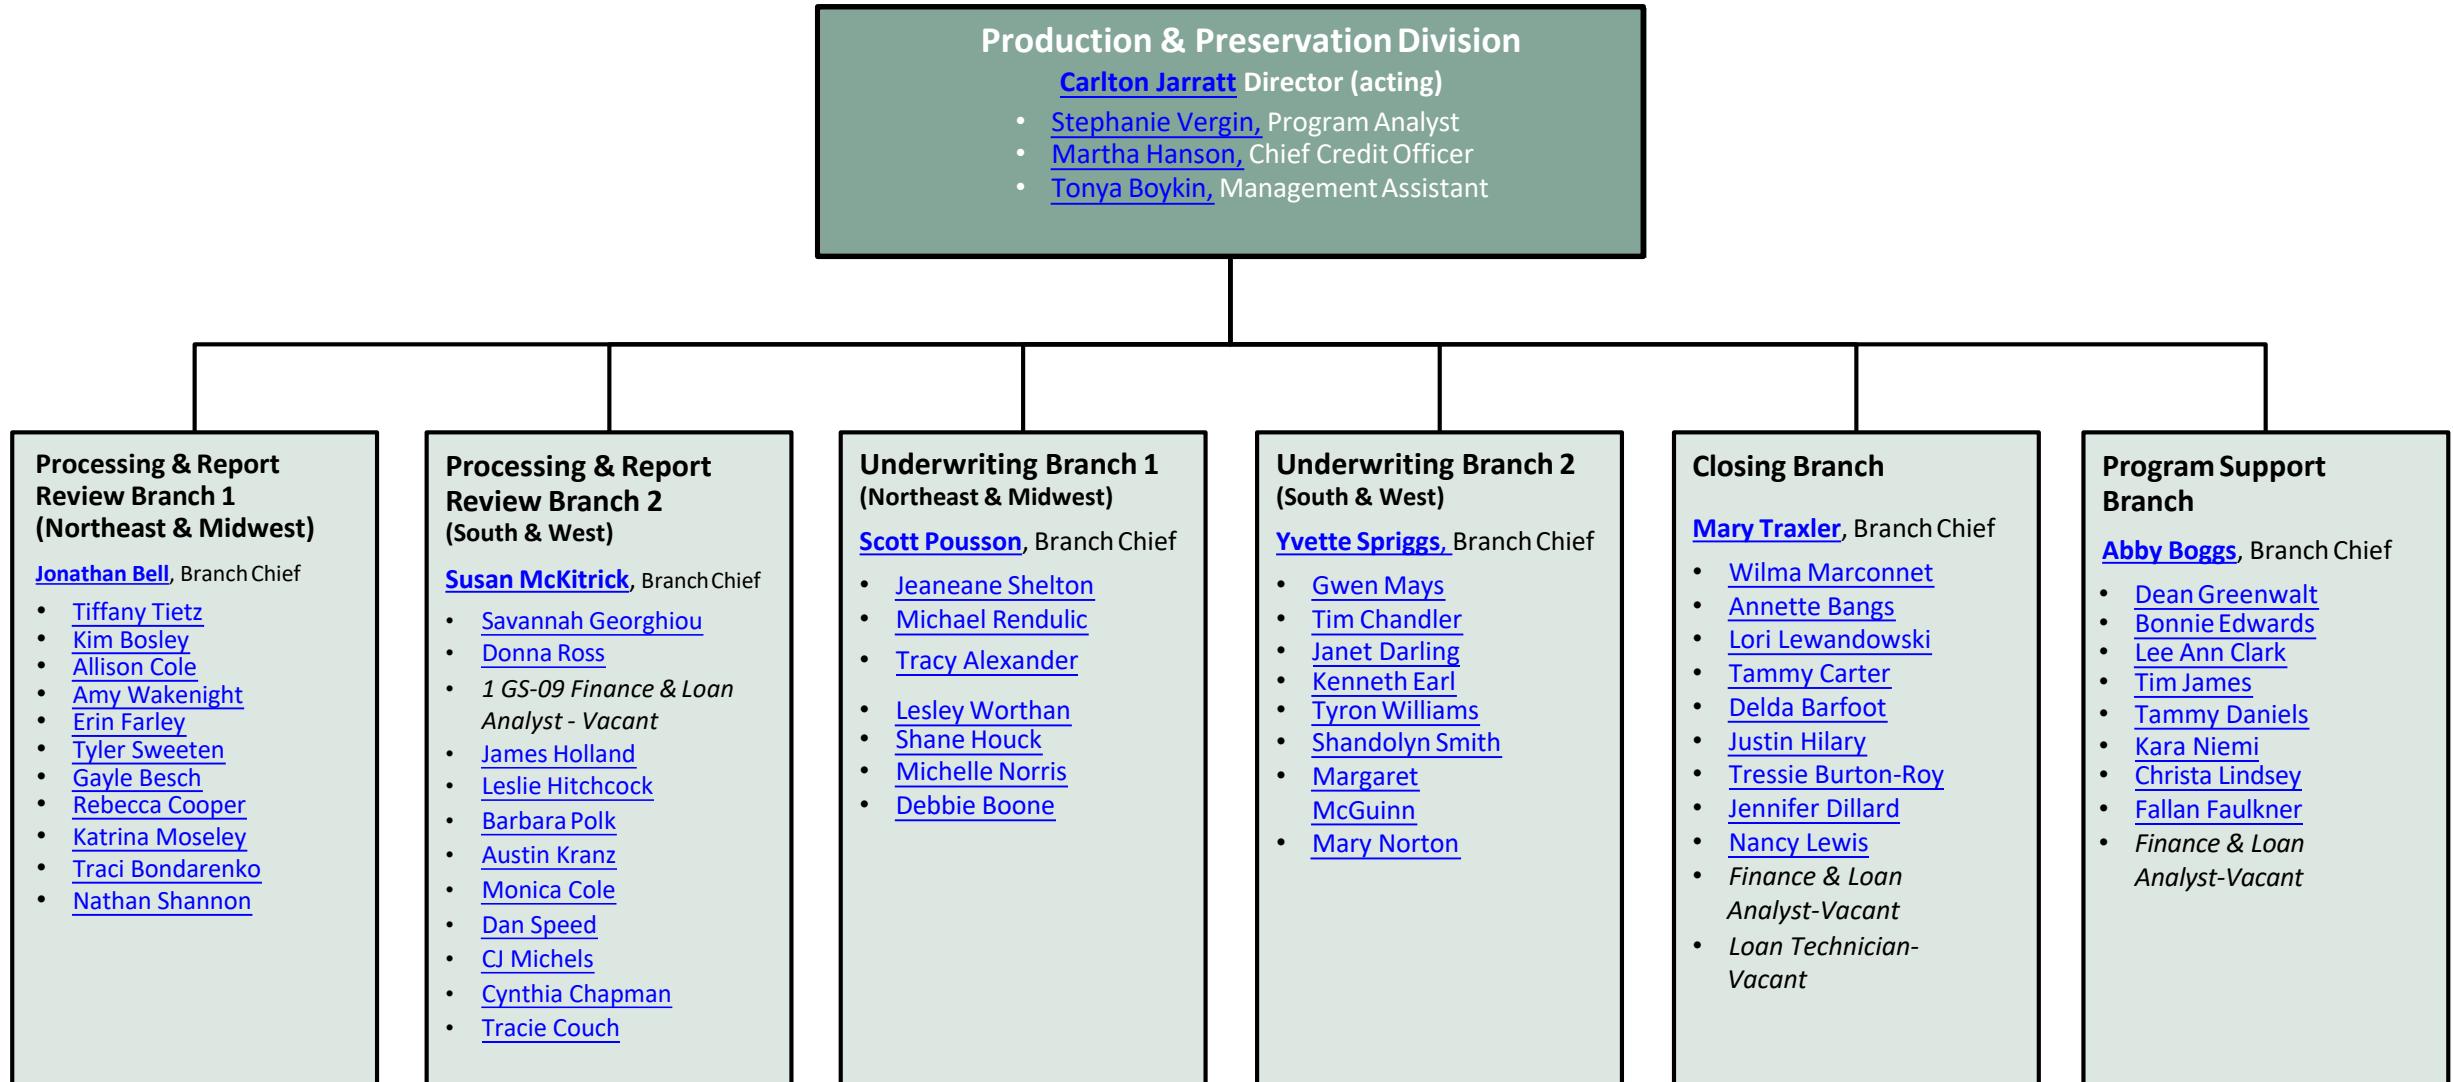 Production & Preservation Division
Carlton Jarratt Director (acting)
• Stephanie Vergin, Program Analyst
• Martha Hanson, Chief Credit Officer
• Tonya Boykin, Management Assistant
Processing & Report
Review Branch 1
(Northeast & Midwest)
Jonathan Bell, Branch Chief
• Tiffany Tietz
• Kim Bosley
• Allison Cole
• Amy Wakenight
• Erin Farley
• Tyler Sweeten
• Gayle Besch
• Rebecca Cooper
• Katrina Moseley
• Traci Bondarenko
• Nathan Shannon
Processing & Report
Review Branch 2
(South & West)
Susan McKitrick, Branch Chief
• Savannah Georghiou
• Donna Ross
• 1 GS-09 Finance & Loan
Analyst - Vacant
• James Holland
• Leslie Hitchcock
• Barbara Polk
• Austin Kranz
• Monica Cole
• Dan Speed
• CJ Michels
• Cynthia Chapman
• Tracie Couch
Underwriting Branch 1
(Northeast & Midwest)
Scott Pousson, Branch Chief
• Jeaneane Shelton
• Michael Rendulic
• Tracy Alexander
• Lesley Worthan
• Shane Houck
• Michelle Norris
• Debbie Boone
Underwriting Branch 2
(South & West)
Yvette Spriggs, Branch Chief
• Gwen Mays
• Tim Chandler
• Janet Darling
• Kenneth Earl
• Tyron Williams
• Shandolyn Smith
• Margaret
McGuinn
• Mary Norton
Closing Branch
Mary Traxler, Branch Chief
• Wilma Marconnet
• Annette Bangs
• Lori Lewandowski
• Tammy Carter
• Delda Barfoot
• Justin Hilary
• Tressie Burton-Roy
• Jennifer Dillard
• Nancy Lewis
• Finance & Loan
Analyst-Vacant
• Loan Technician-
Vacant
Program Support
Branch
Abby Boggs, Branch Chief
• Dean Greenwalt
• Bonnie Edwards
• Lee Ann Clark
• Tim James
• Tammy Daniels
• Kara Niemi
• Christa Lindsey
• Fallan Faulkner
• Finance & Loan
Analyst-Vacant